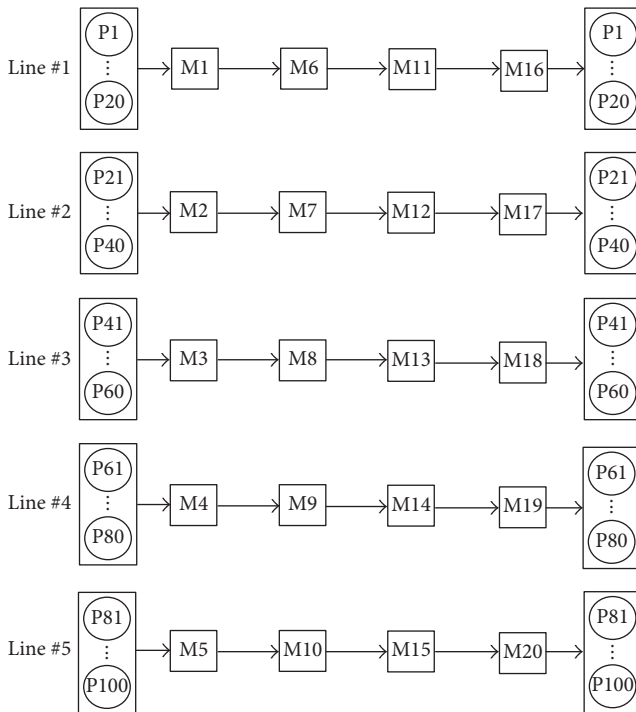 P1
P1
Line #1
M1
M6
M11
M16
⋮
⋮
P20
P20
P21
P21
Line #2
M2
M7
M12
M17
⋮
⋮
P40
P40
P41
P41
Line #3
M3
M8
M13
M18
⋮
⋮
P60
P60
P61
P61
Line #4
M4
M9
M14
M19
⋮
⋮
P80
P80
P81
P81
Line #5
M5
M10
M15
M20
⋮
⋮
P100
P100